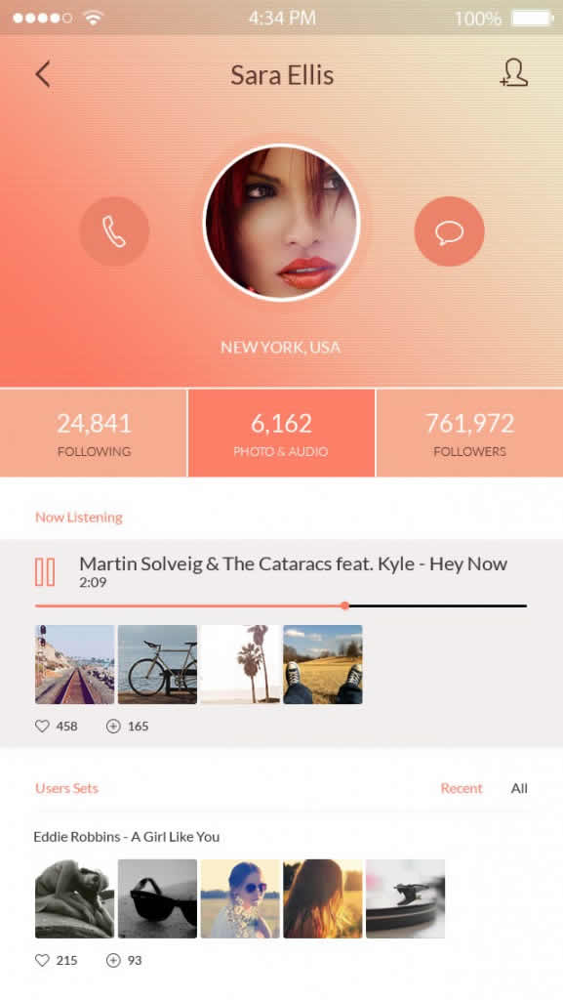 4:34 PM 100%
Sara Ellis
NEW YORK, USA
24,841 6,162 761,972
FOLLOWING PHOTO & AUDIO FOLLOWERS
Now Listening
Martin Solveig & The Cataracs feat. Kyle - Hey Now
2:09
458 165
Users Sets Recent All
Eddie Robbins - A Girl Like You
215 93